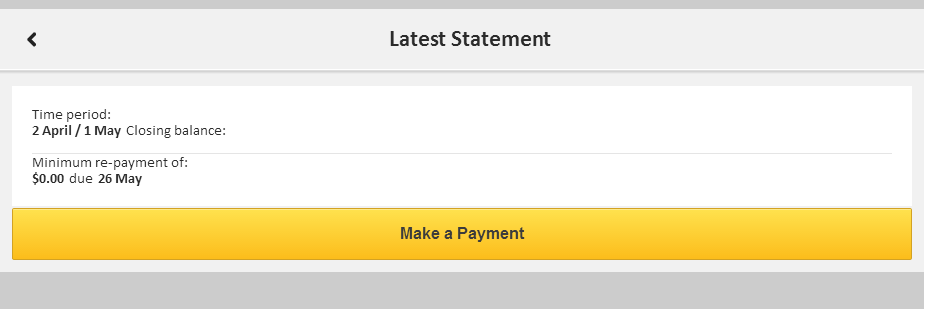 Latest Statement
Time period:
2 April / 1 May Closing balance:
Minimum re-payment of:
$0.00 due 26 May
Make a Payment